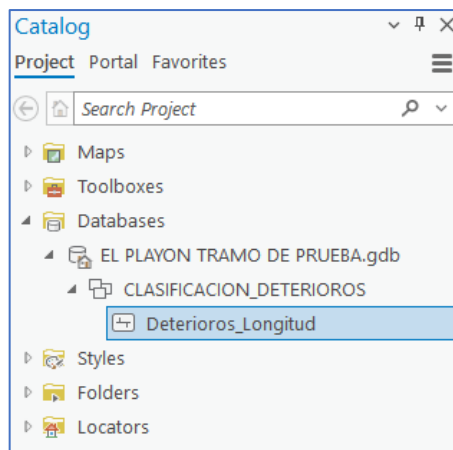 Catalog
Project Portal Favorites
Search Project
Maps
Toolboxes
Databases
EL PLAYON TRAMO DE PRUEBA.gdb
CLASIFICACION_DETERIOROS
Deterioros_Longitud
Styles
Folders
Locators